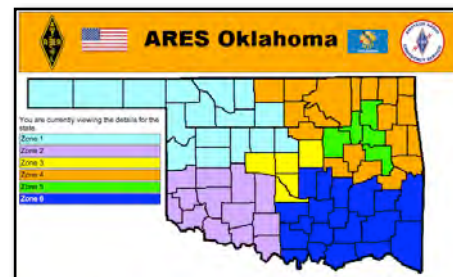 ARES Oklahoma
You are currently viewing the details for the
state.
Zone 1
Zone 2
Zone 3
Zone 4
Zone 5
Zone 6